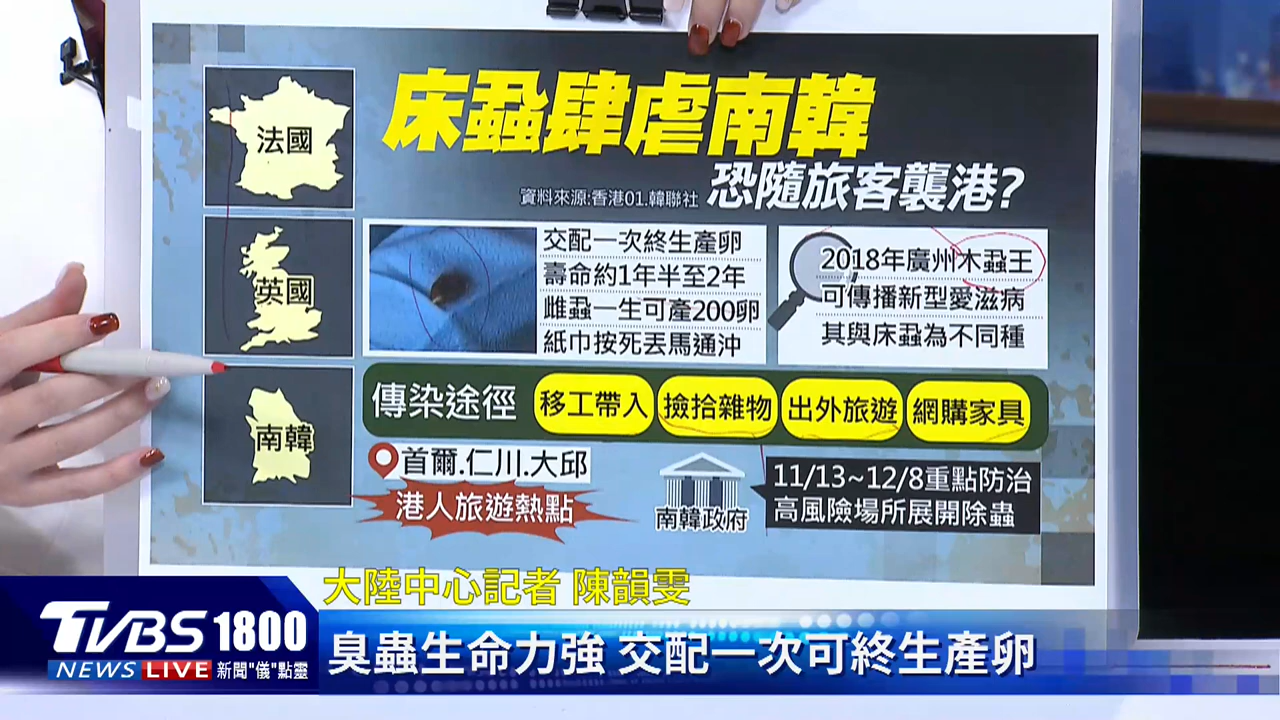 床蝨肆虐南韓
恐隨旅客襲港?
資料來源:香港01.韓聯社
法國
英國
南韓
交配一次終生產卵
壽命約1年半至2年
雌蝨一生可產200卵
紙巾按死丟馬通沖
2018年廣州木蝨王
可傳播新型愛滋病
其與床蝨為不同種
傳染途徑 移工帶入 撿拾雜物 出外旅遊 網購家具
首爾.仁川.大邱
港人旅遊熱點
南韓政府
11/13~12/8重點防治
高風險場所展開除蟲
大陸中心記者 陳韻雯
臭蟲生命力強 交配一次可終生產卵
TVBS 1800
NEWS LIVE 新聞"儀"點靈